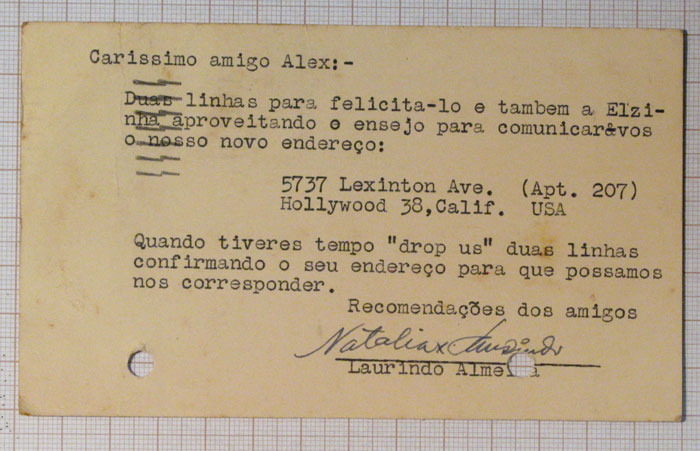 Carissimo amigo Alex:-
Duas linhas para felicita-lo e tambem a Elzi-
nha aproveitando e ensejo para comunicar&vos
o nosso novo endereço:
5737 Lexinton Ave. (Apt. 207)
Hollywood 38,Calif. USA
Quando tiveres tempo "drop us" duas linhas
confirmando o seu endereço para que possamos
nos corresponder.
Recomendações dos amigos
Natalia x Laurindo
Laurindo Almeida